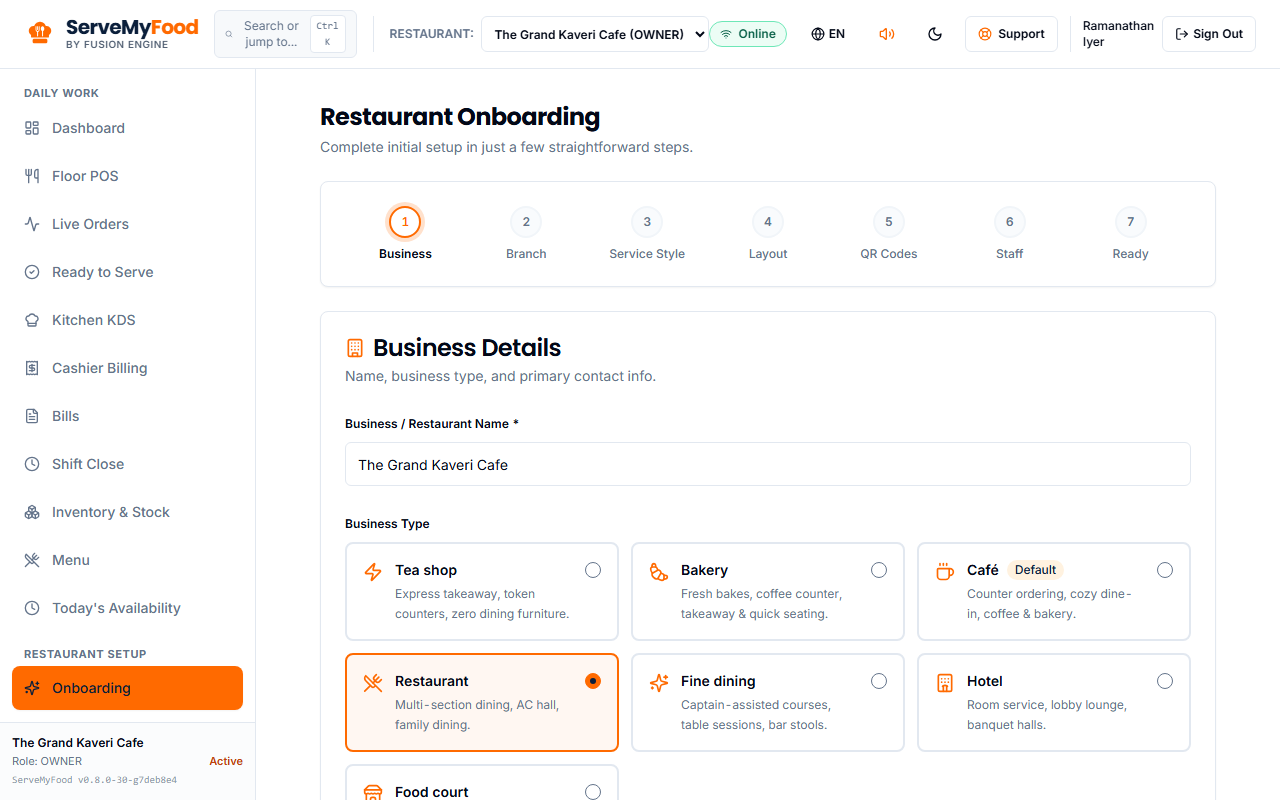 ServeMyFood
BY FUSION ENGINE
Search or jump to...
Ctrl K
RESTAURANT:
The Grand Kaveri Cafe (OWNER)
Online
EN
Support
Ramanathan Iyer
Sign Out
DAILY WORK
Dashboard
Floor POS
Live Orders
Ready to Serve
Kitchen KDS
Cashier Billing
Bills
Shift Close
Inventory & Stock
Menu
Today's Availability
RESTAURANT SETUP
Onboarding
The Grand Kaveri Cafe
Role: OWNER
Active
ServeMyFood v0.8.0-30-g7deb8e4
Restaurant Onboarding
Complete initial setup in just a few straightforward steps.
1
Business
2
Branch
3
Service Style
4
Layout
5
QR Codes
6
Staff
7
Ready
Business Details
Name, business type, and primary contact info.
Business / Restaurant Name *
The Grand Kaveri Cafe
Business Type
Tea shop
Express takeaway, token
counters, zero dining furniture.
Bakery
Fresh bakes, coffee counter,
takeaway & quick seating.
Café Default
Counter ordering, cozy dine-
in, coffee & bakery.
Restaurant
Multi-section dining, AC hall,
family dining.
Fine dining
Captain-assisted courses,
table sessions, bar stools.
Hotel
Room service, lobby lounge,
banquet halls.
Food court